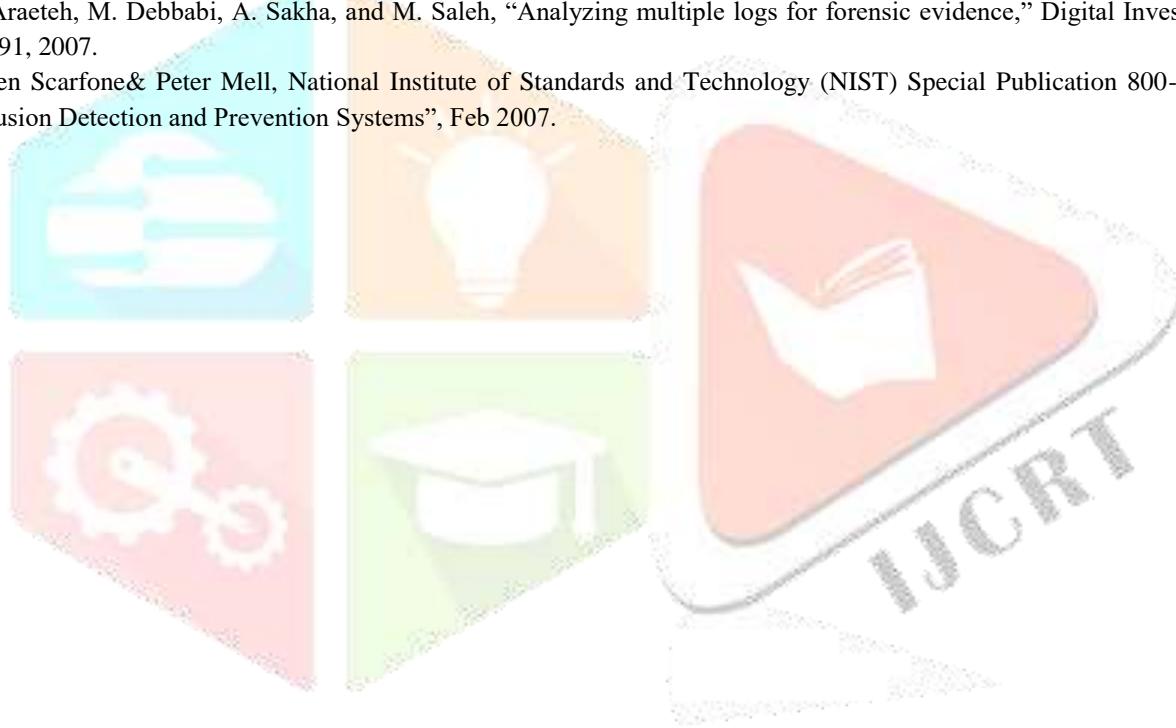 raeteh, M. Debbabi, A. Sakha, and M. Saleh, “Analyzing multiple logs for forensic evidence,” Digital Inves
91, 2007.
en Scarfone& Peter Mell, National Institute of Standards and Technology (NIST) Special Publication 800-
usion Detection and Prevention Systems”, Feb 2007.
IJCRT